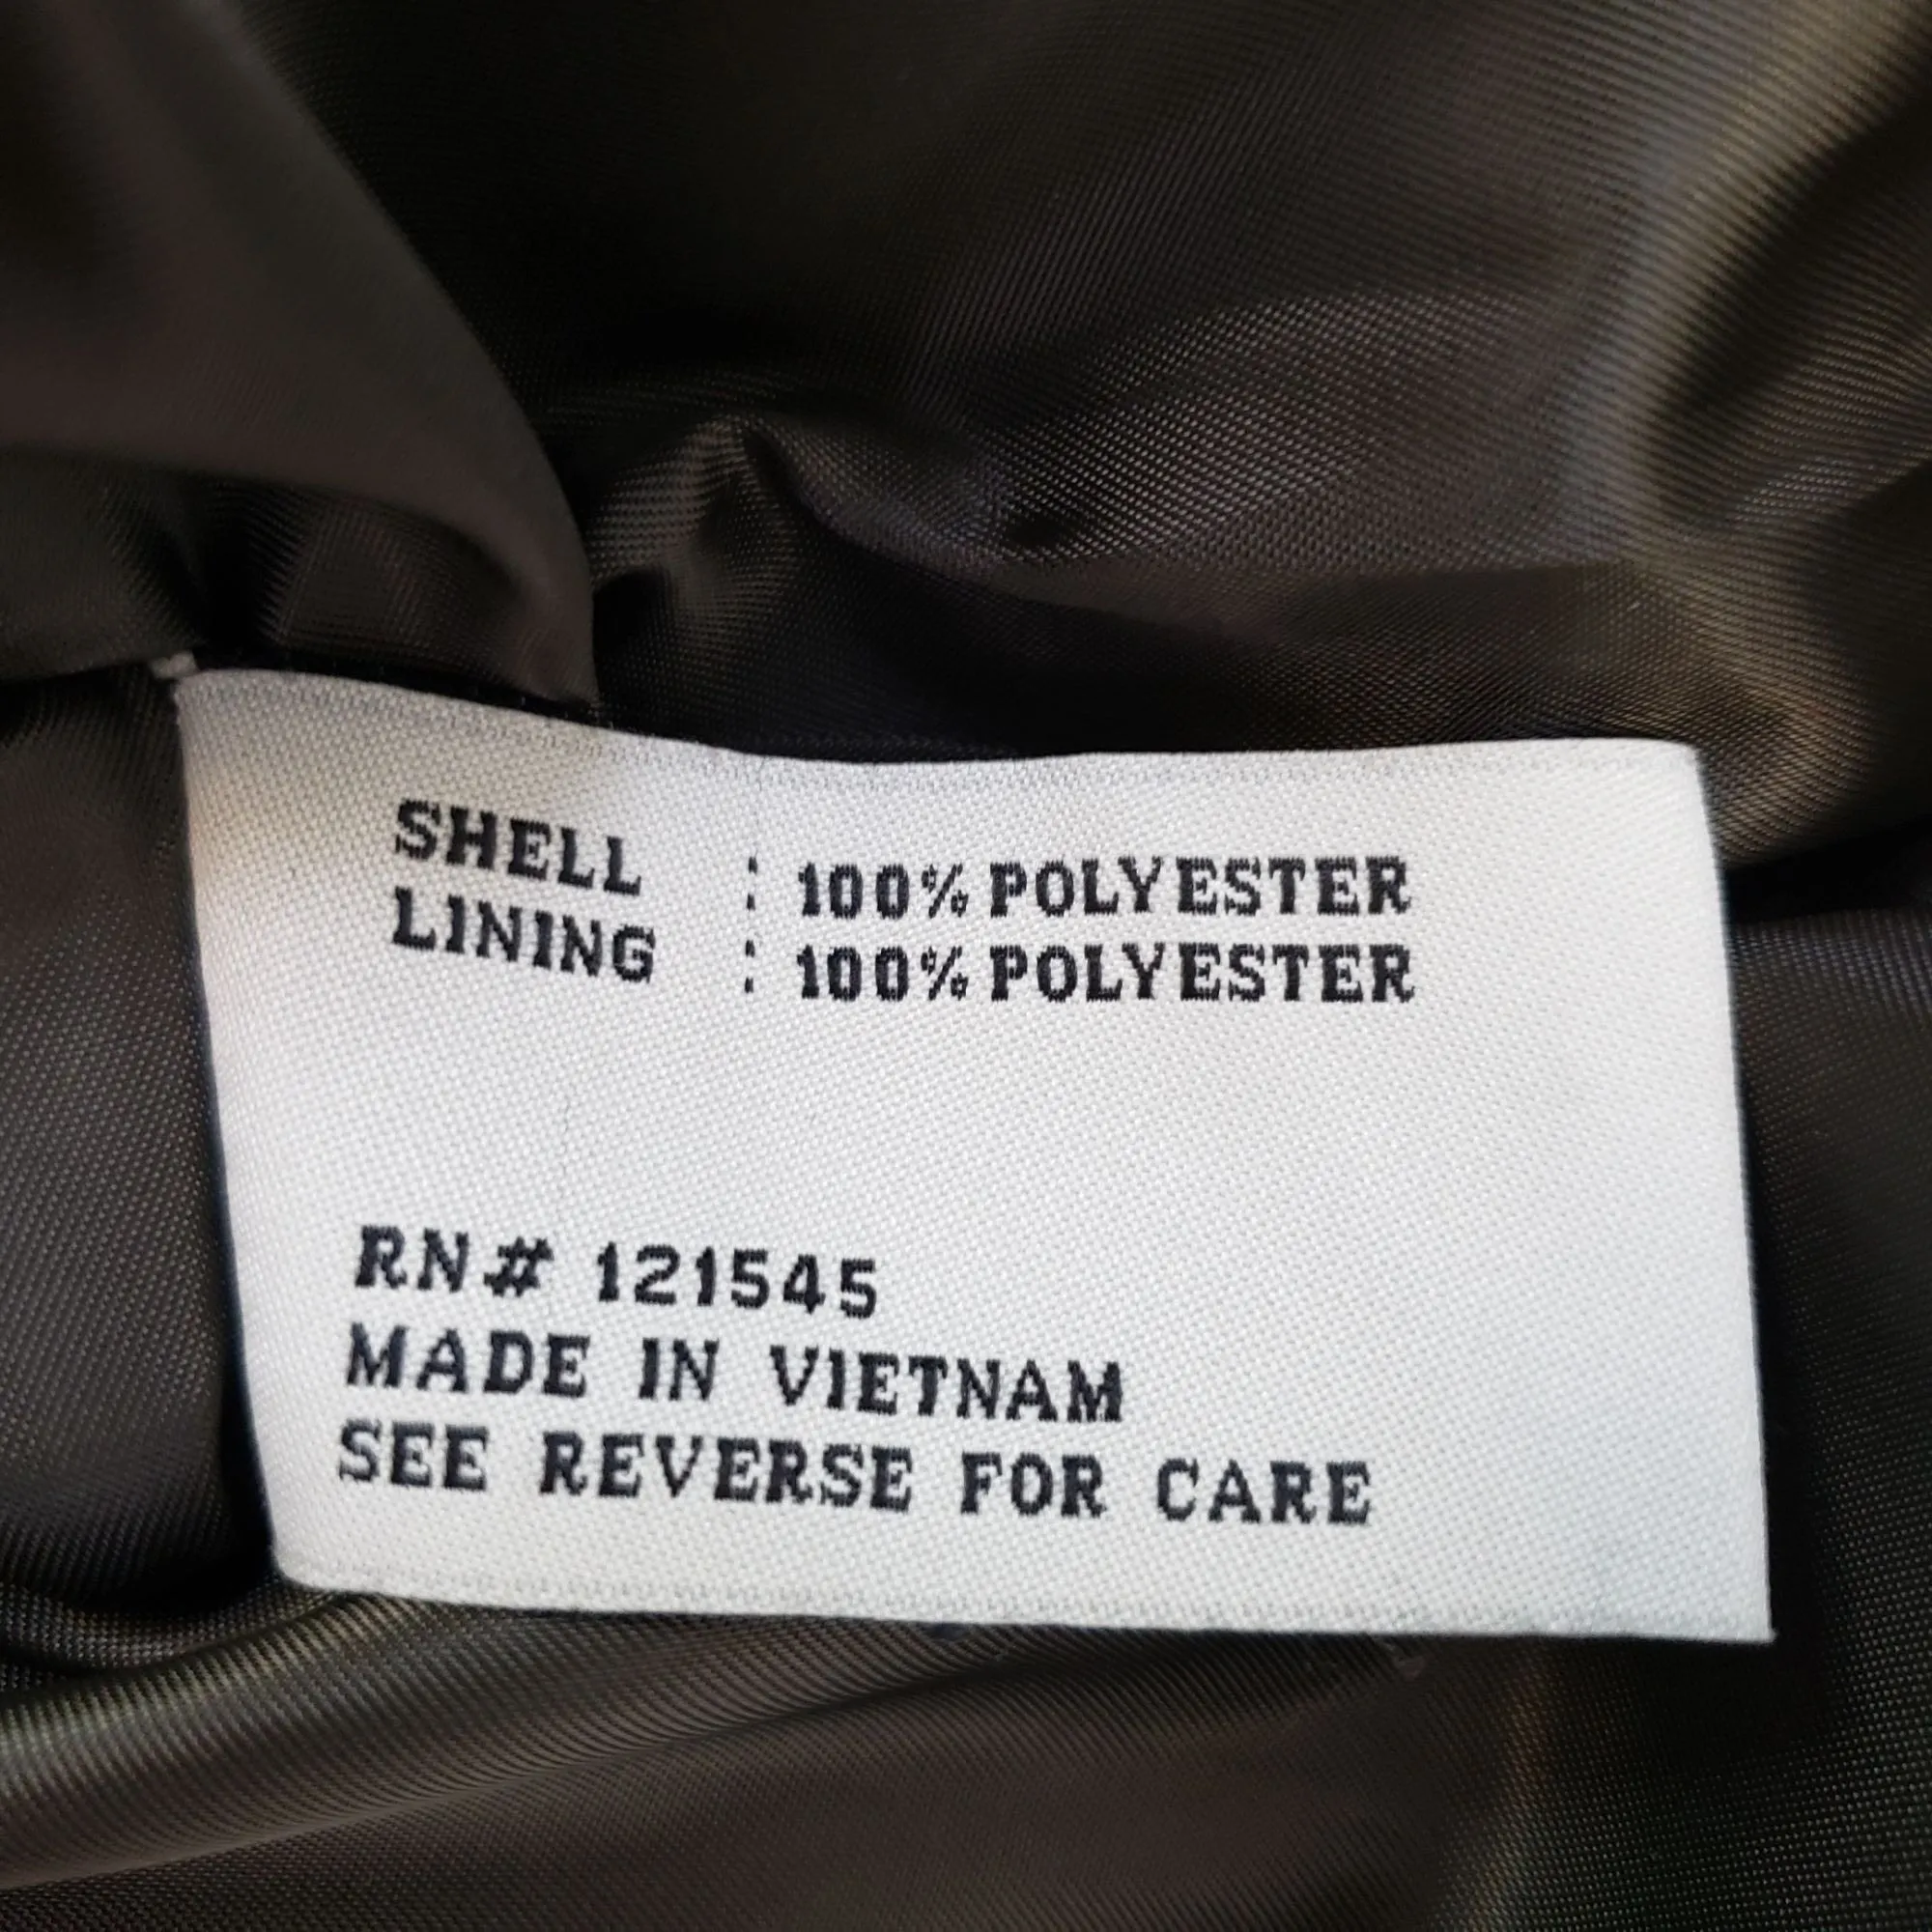 SHELL : 100% POLYESTER
LINING : 100% POLYESTER
RN# 121545
MADE IN VIETNAM
SEE REVERSE FOR CARE